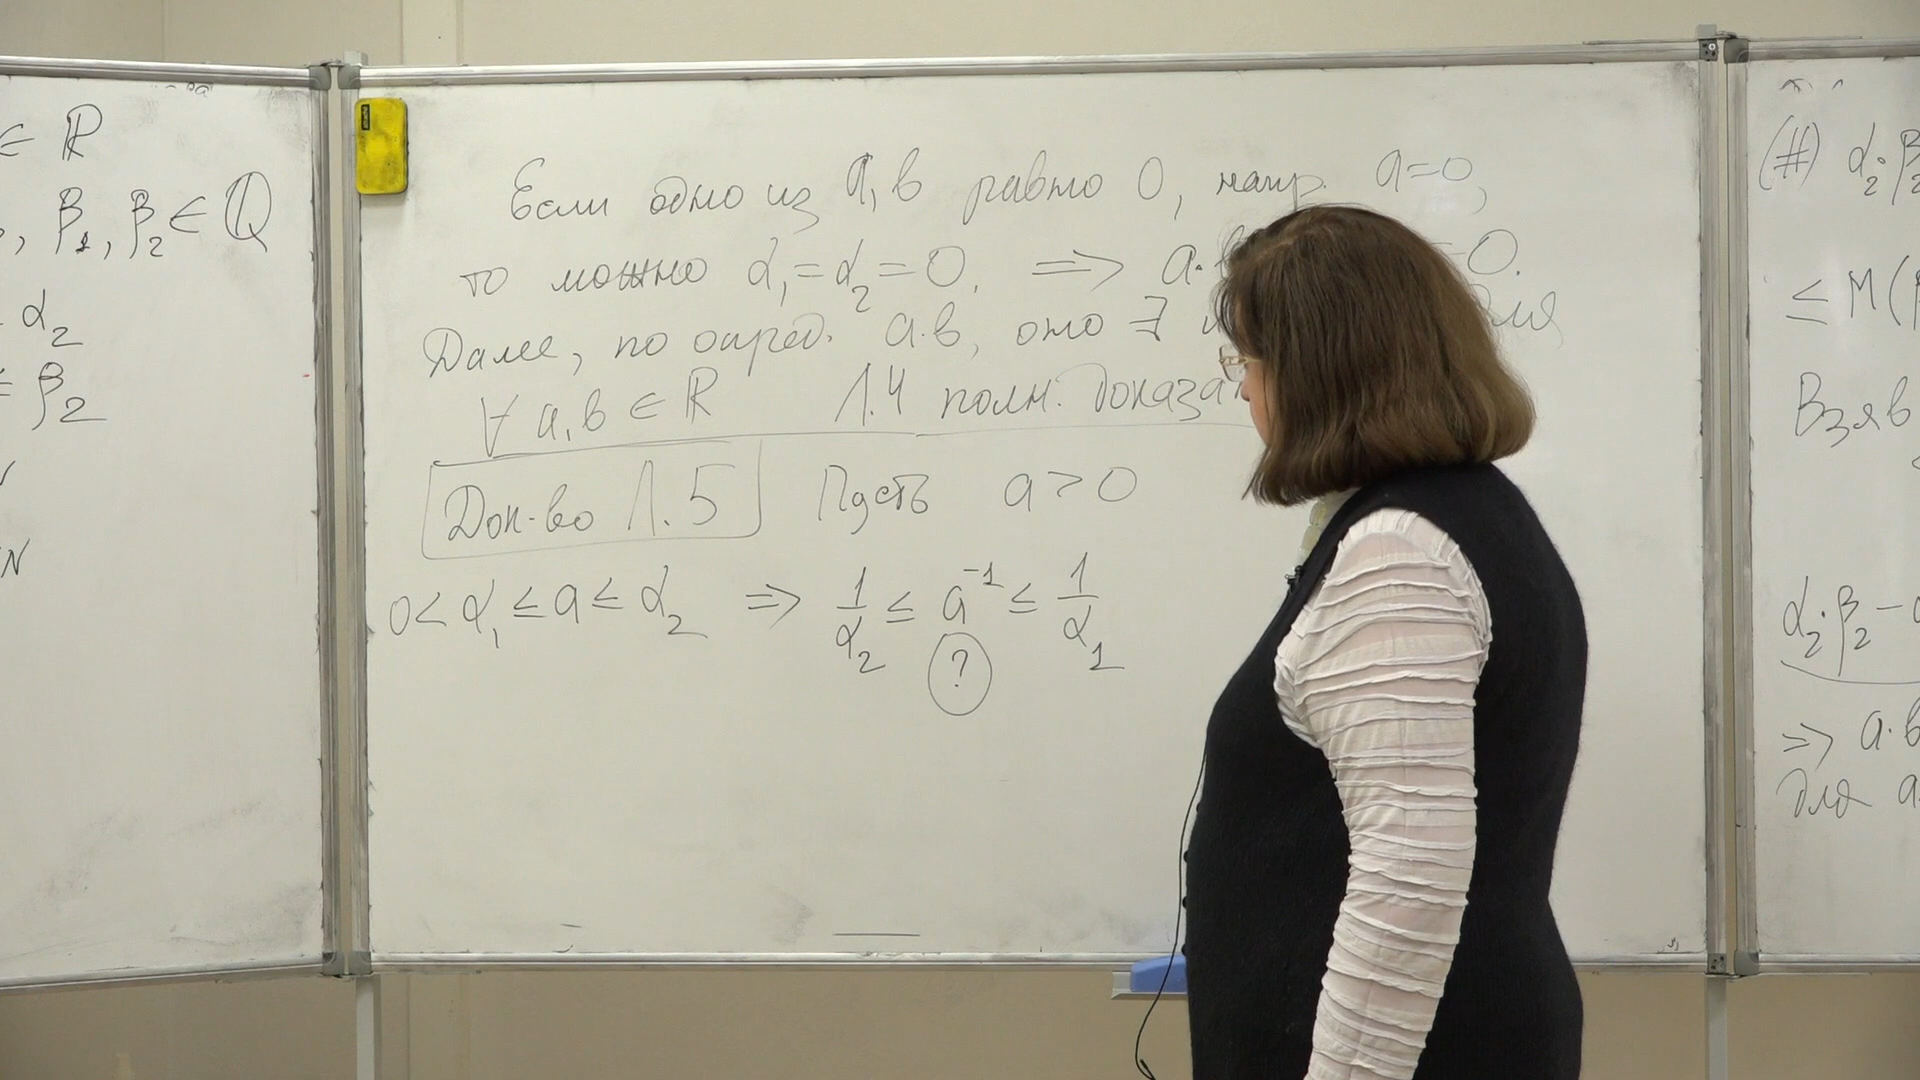 ∈ ℝ
, β₁, β₂ ∈ ℚ
α₂
β₂
N
Если одно из a, b равно 0, напр. a=0,
то можно α₁=α₂=0. ⇒ a· =0.
Далее, по опред. a·b, оно ∃ для
∀ a, b ∈ ℝ Л.4 полн.
Док-во Л.5 Пусть a > 0
0 < α₁ ≤ a ≤ α₂ ⇒ 1/α₂ ≤ a⁻¹ ≤ 1/α₁
?
(#) α₂·β₂
≤ M(
Взяв
α₂·β₂ −
⇒ a·b
для a